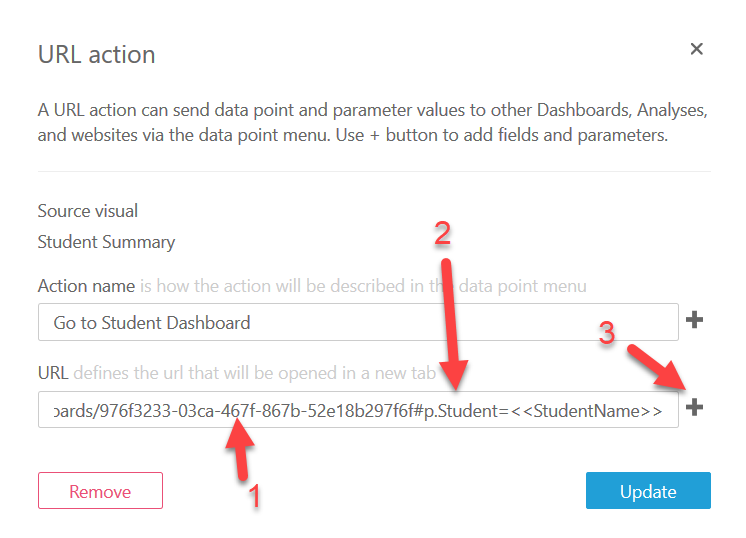 URL action
A URL action can send data point and parameter values to other Dashboards, Analyses,
and websites via the data point menu. Use + button to add fields and parameters.
Source visual
Student Summary
2
Action name is how the action will be described in the data point menu
Go to Student Dashboard
3
URL defines the url that will be opened in a new tab
oards/976f3233-03ca-467f-867b-52e18b297f6f#p.Student=<<StudentName>>
1
Remove
Update